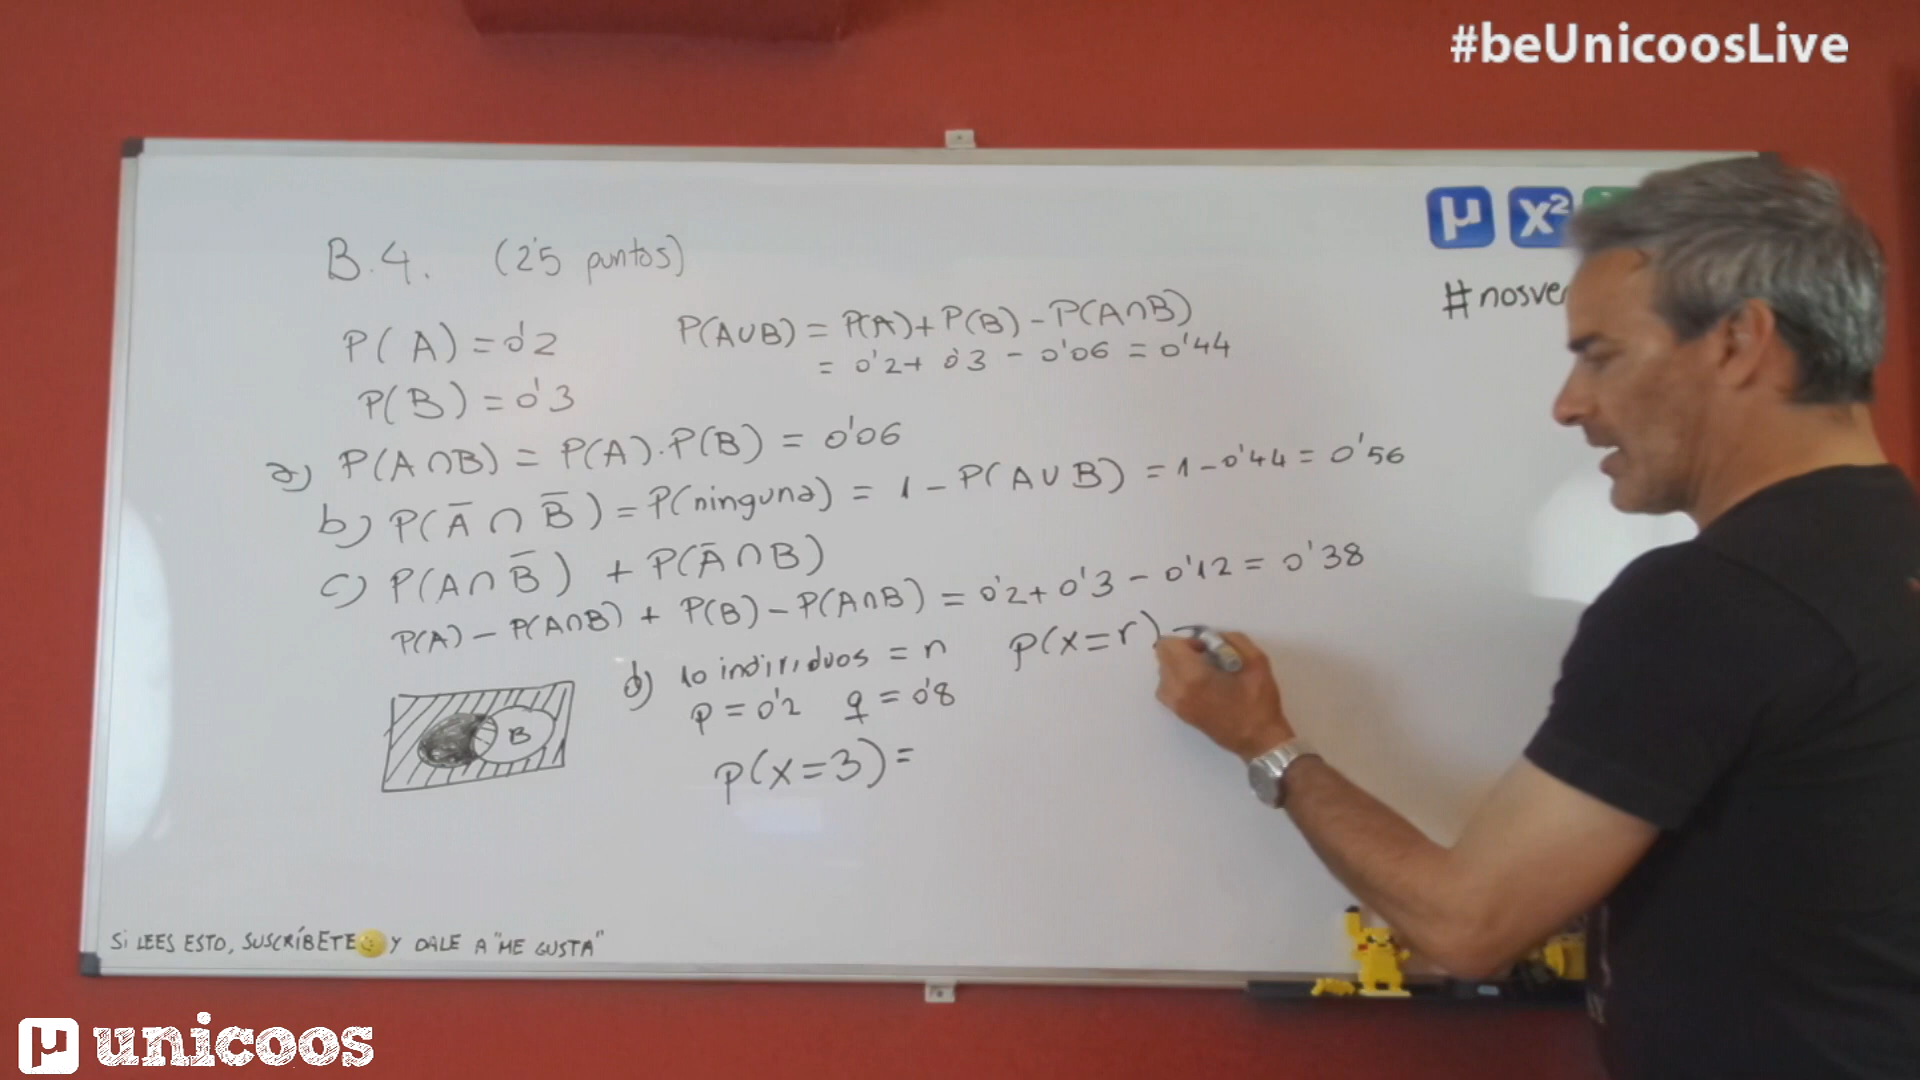 #beUnicoosLive
μ x²
#nosve
B.4. (2'5 puntos)
P(A) = 0'2
P(B) = 0'3
P(A∪B) = P(A) + P(B) - P(A∩B)
= 0'2 + 0'3 - 0'06 = 0'44
a) P(A∩B) = P(A)·P(B) = 0'06
b) P(A̅ ∩ B̅) = P(ninguna) = 1 - P(A∪B) = 1 - 0'44 = 0'56
c) P(A∩B̅) + P(A̅∩B)
P(A) - P(A∩B) + P(B) - P(A∩B) = 0'2 + 0'3 - 0'12 = 0'38
d) 10 individuos = n
p = 0'2 q = 0'8
p(x=3) =
p(x=r)
B
SI LEES ESTO, SUSCRÍBETE Y DALE A "ME GUSTA"
μ unicoos